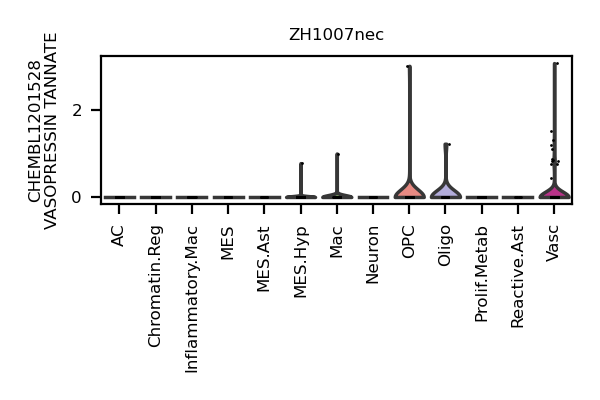 ZH1007nec
CHEMBL1201528
VASOPRESSIN TANNATE
2
0
AC
Chromatin.Reg
Inflammatory.Mac
MES
MES.Ast
MES.Hyp
Mac
Neuron
OPC
Oligo
Prolif.Metab
Reactive.Ast
Vasc